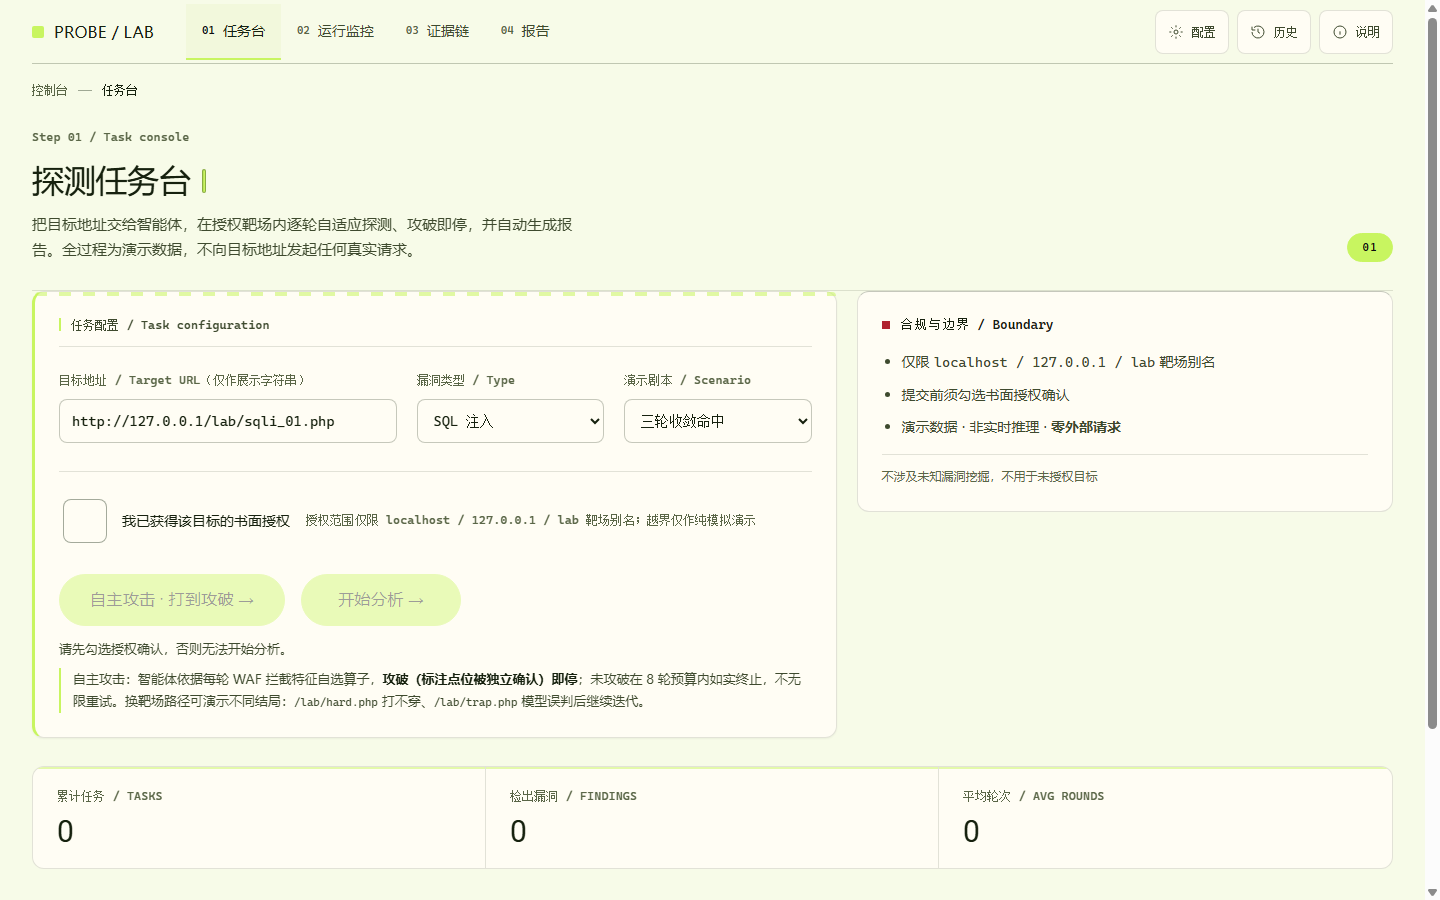 PROBE / LAB
01 任务台
02 运行监控
03 证据链
04 报告
配置
历史
说明
控制台 — 任务台
Step 01 / Task console
探测任务台
把目标地址交给智能体，在授权靶场内逐轮自适应探测、攻破即停，并自动生成报
告。全过程为演示数据，不向目标地址发起任何真实请求。
01
任务配置 / Task configuration
目标地址 / Target URL（仅作展示字符串）
漏洞类型 / Type
演示剧本 / Scenario
http://127.0.0.1/lab/sqli_01.php
SQL 注入
三轮收敛命中
我已获得该目标的书面授权
授权范围仅限 localhost / 127.0.0.1 / lab 靶场别名；越界仅作纯模拟演示
自主攻击 · 打到攻破 →
开始分析 →
请先勾选授权确认，否则无法开始分析。
自主攻击：智能体依据每轮 WAF 拦截特征自选算子，攻破（标注点位被独立确认）即停；未攻破在 8 轮预算内如实终止，不无
限重试。换靶场路径可演示不同结局：/lab/hard.php 打不穿、/lab/trap.php 模型误判后继续迭代。
合规与边界 / Boundary
仅限 localhost / 127.0.0.1 / lab 靶场别名
提交前须勾选书面授权确认
演示数据 · 非实时推理 · 零外部请求
不涉及未知漏洞挖掘，不用于未授权目标
累计任务 / TASKS
0
检出漏洞 / FINDINGS
0
平均轮次 / AVG ROUNDS
0